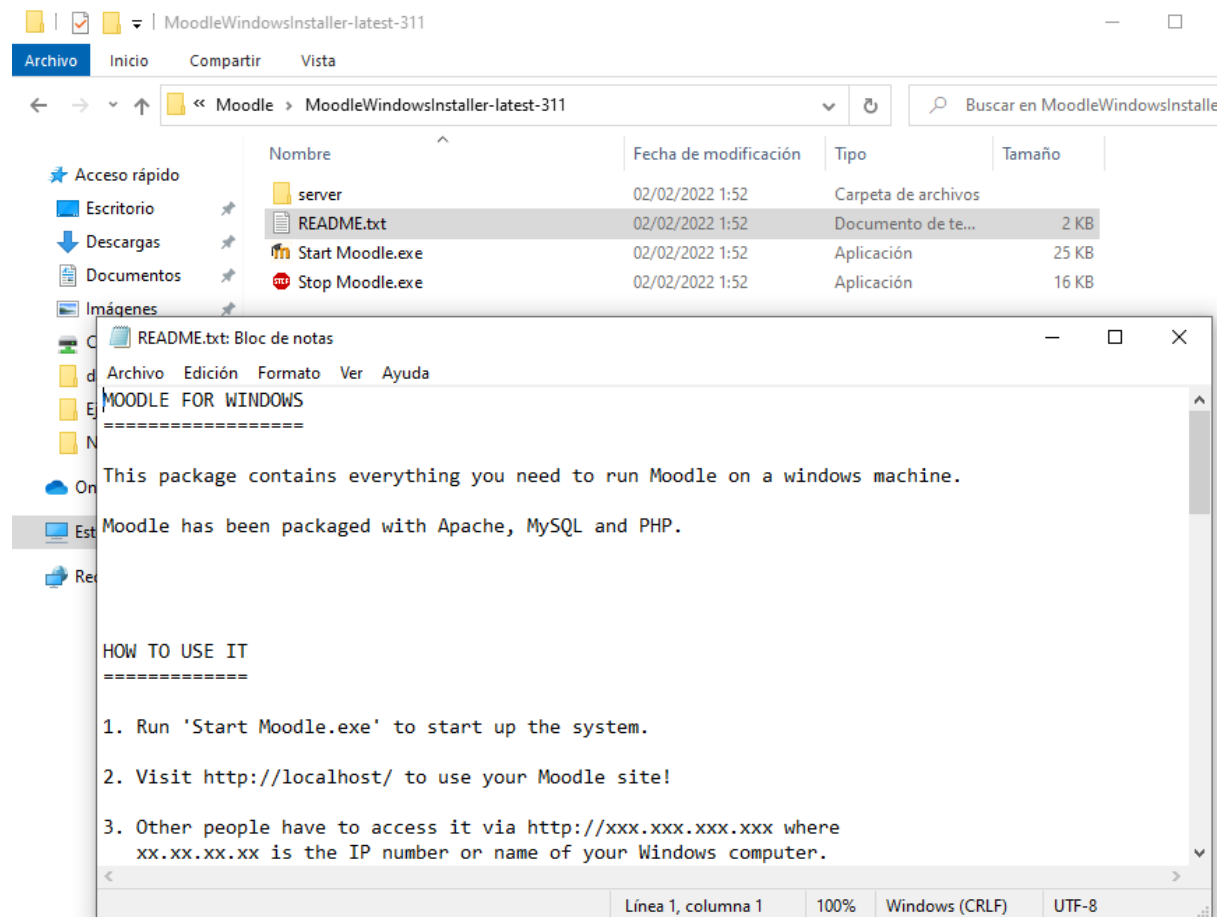 MoodleWindowsInstaller-latest-311
Archivo Inicio Compartir Vista
« Moodle > MoodleWindowsInstaller-latest-311
Buscar en MoodleWindowsInstalle
Nombre Fecha de modificación Tipo Tamaño
Acceso rápido
Escritorio
Descargas
Documentos
Imágenes
server 02/02/2022 1:52 Carpeta de archivos
README.txt 02/02/2022 1:52 Documento de te... 2 KB
Start Moodle.exe 02/02/2022 1:52 Aplicación 25 KB
Stop Moodle.exe 02/02/2022 1:52 Aplicación 16 KB
C
d
Ej
N
On
Est
Rec
README.txt: Bloc de notas
Archivo Edición Formato Ver Ayuda
MOODLE FOR WINDOWS
==================
This package contains everything you need to run Moodle on a windows machine.
Moodle has been packaged with Apache, MySQL and PHP.
HOW TO USE IT
=============
1. Run 'Start Moodle.exe' to start up the system.
2. Visit http://localhost/ to use your Moodle site!
3. Other people have to access it via http://xxx.xxx.xxx.xxx where
xx.xx.xx.xx is the IP number or name of your Windows computer.
Línea 1, columna 1 100% Windows (CRLF) UTF-8